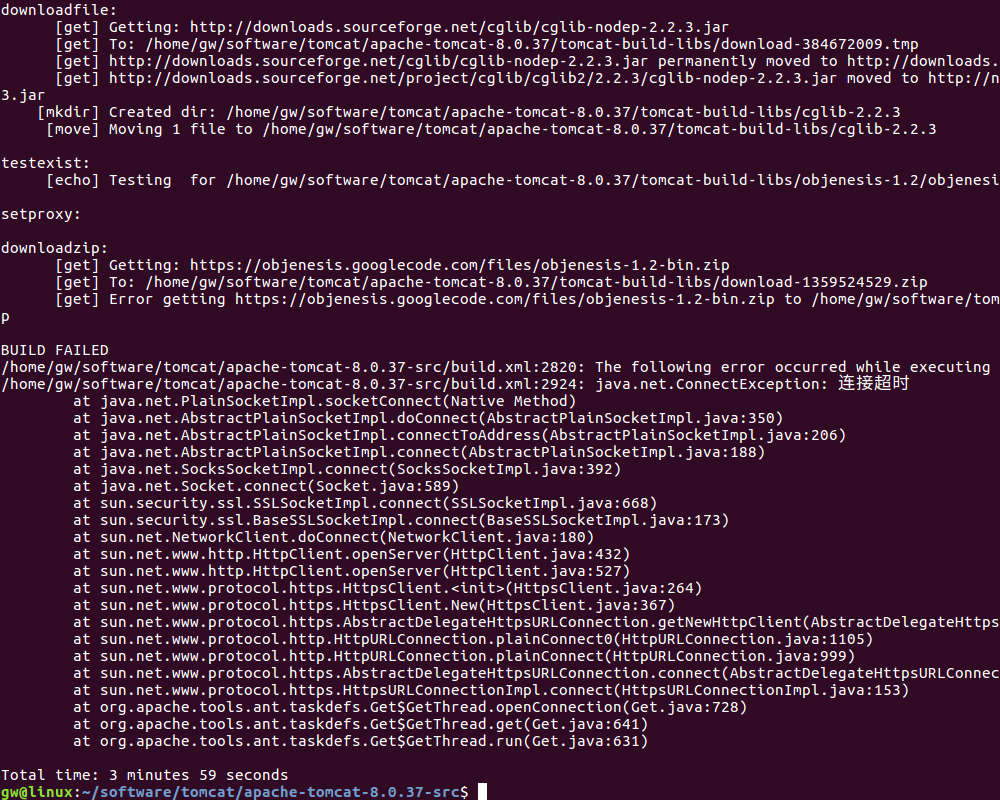 downloadfile:
[get] Getting: http://downloads.sourceforge.net/cglib/cglib-nodep-2.2.3.jar
[get] To: /home/gw/software/tomcat/apache-tomcat-8.0.37/tomcat-build-libs/download-384672009.tmp
[get] http://downloads.sourceforge.net/cglib/cglib-nodep-2.2.3.jar permanently moved to http://downloads.
[get] http://downloads.sourceforge.net/project/cglib/cglib2/2.2.3/cglib-nodep-2.2.3.jar moved to http://n
3.jar
[mkdir] Created dir: /home/gw/software/tomcat/apache-tomcat-8.0.37/tomcat-build-libs/cglib-2.2.3
[move] Moving 1 file to /home/gw/software/tomcat/apache-tomcat-8.0.37/tomcat-build-libs/cglib-2.2.3
testexist:
[echo] Testing  for /home/gw/software/tomcat/apache-tomcat-8.0.37/tomcat-build-libs/objenesis-1.2/objenesi
setproxy:
downloadzip:
[get] Getting: https://objenesis.googlecode.com/files/objenesis-1.2-bin.zip
[get] To: /home/gw/software/tomcat/apache-tomcat-8.0.37/tomcat-build-libs/download-1359524529.zip
[get] Error getting https://objenesis.googlecode.com/files/objenesis-1.2-bin.zip to /home/gw/software/tom
p
BUILD FAILED
/home/gw/software/tomcat/apache-tomcat-8.0.37-src/build.xml:2820: The following error occurred while executing
/home/gw/software/tomcat/apache-tomcat-8.0.37-src/build.xml:2924: java.net.ConnectException: 连接超时
at java.net.PlainSocketImpl.socketConnect(Native Method)
at java.net.AbstractPlainSocketImpl.doConnect(AbstractPlainSocketImpl.java:350)
at java.net.AbstractPlainSocketImpl.connectToAddress(AbstractPlainSocketImpl.java:206)
at java.net.AbstractPlainSocketImpl.connect(AbstractPlainSocketImpl.java:188)
at java.net.SocksSocketImpl.connect(SocksSocketImpl.java:392)
at java.net.Socket.connect(Socket.java:589)
at sun.security.ssl.SSLSocketImpl.connect(SSLSocketImpl.java:668)
at sun.security.ssl.BaseSSLSocketImpl.connect(BaseSSLSocketImpl.java:173)
at sun.net.NetworkClient.doConnect(NetworkClient.java:180)
at sun.net.www.http.HttpClient.openServer(HttpClient.java:432)
at sun.net.www.http.HttpClient.openServer(HttpClient.java:527)
at sun.net.www.protocol.https.HttpsClient.<init>(HttpsClient.java:264)
at sun.net.www.protocol.https.HttpsClient.New(HttpsClient.java:367)
at sun.net.www.protocol.https.AbstractDelegateHttpsURLConnection.getNewHttpClient(AbstractDelegateHttps
at sun.net.www.protocol.http.HttpURLConnection.plainConnect0(HttpURLConnection.java:1105)
at sun.net.www.protocol.http.HttpURLConnection.plainConnect(HttpURLConnection.java:999)
at sun.net.www.protocol.https.AbstractDelegateHttpsURLConnection.connect(AbstractDelegateHttpsURLConnec
at sun.net.www.protocol.https.HttpsURLConnectionImpl.connect(HttpsURLConnectionImpl.java:153)
at org.apache.tools.ant.taskdefs.Get$GetThread.openConnection(Get.java:728)
at org.apache.tools.ant.taskdefs.Get$GetThread.get(Get.java:641)
at org.apache.tools.ant.taskdefs.Get$GetThread.run(Get.java:631)
Total time: 3 minutes 59 seconds
gw@linux:~/software/tomcat/apache-tomcat-8.0.37-src$